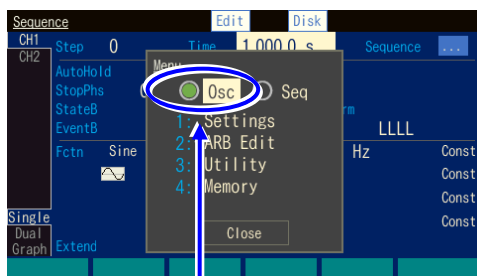 Sequence Edit Disk
CH1 Step 0 Time 1.000 0 s Sequence ...
CH2
AutoHold Menu
StopPhs Osc Seq
StateB rm
EventB 1: Settings LLLL
Fctn Sine 2: ARB Edit Hz Const
3: Utility Const
4: Memory Const
Single Const
Dual Close
Graph Extend